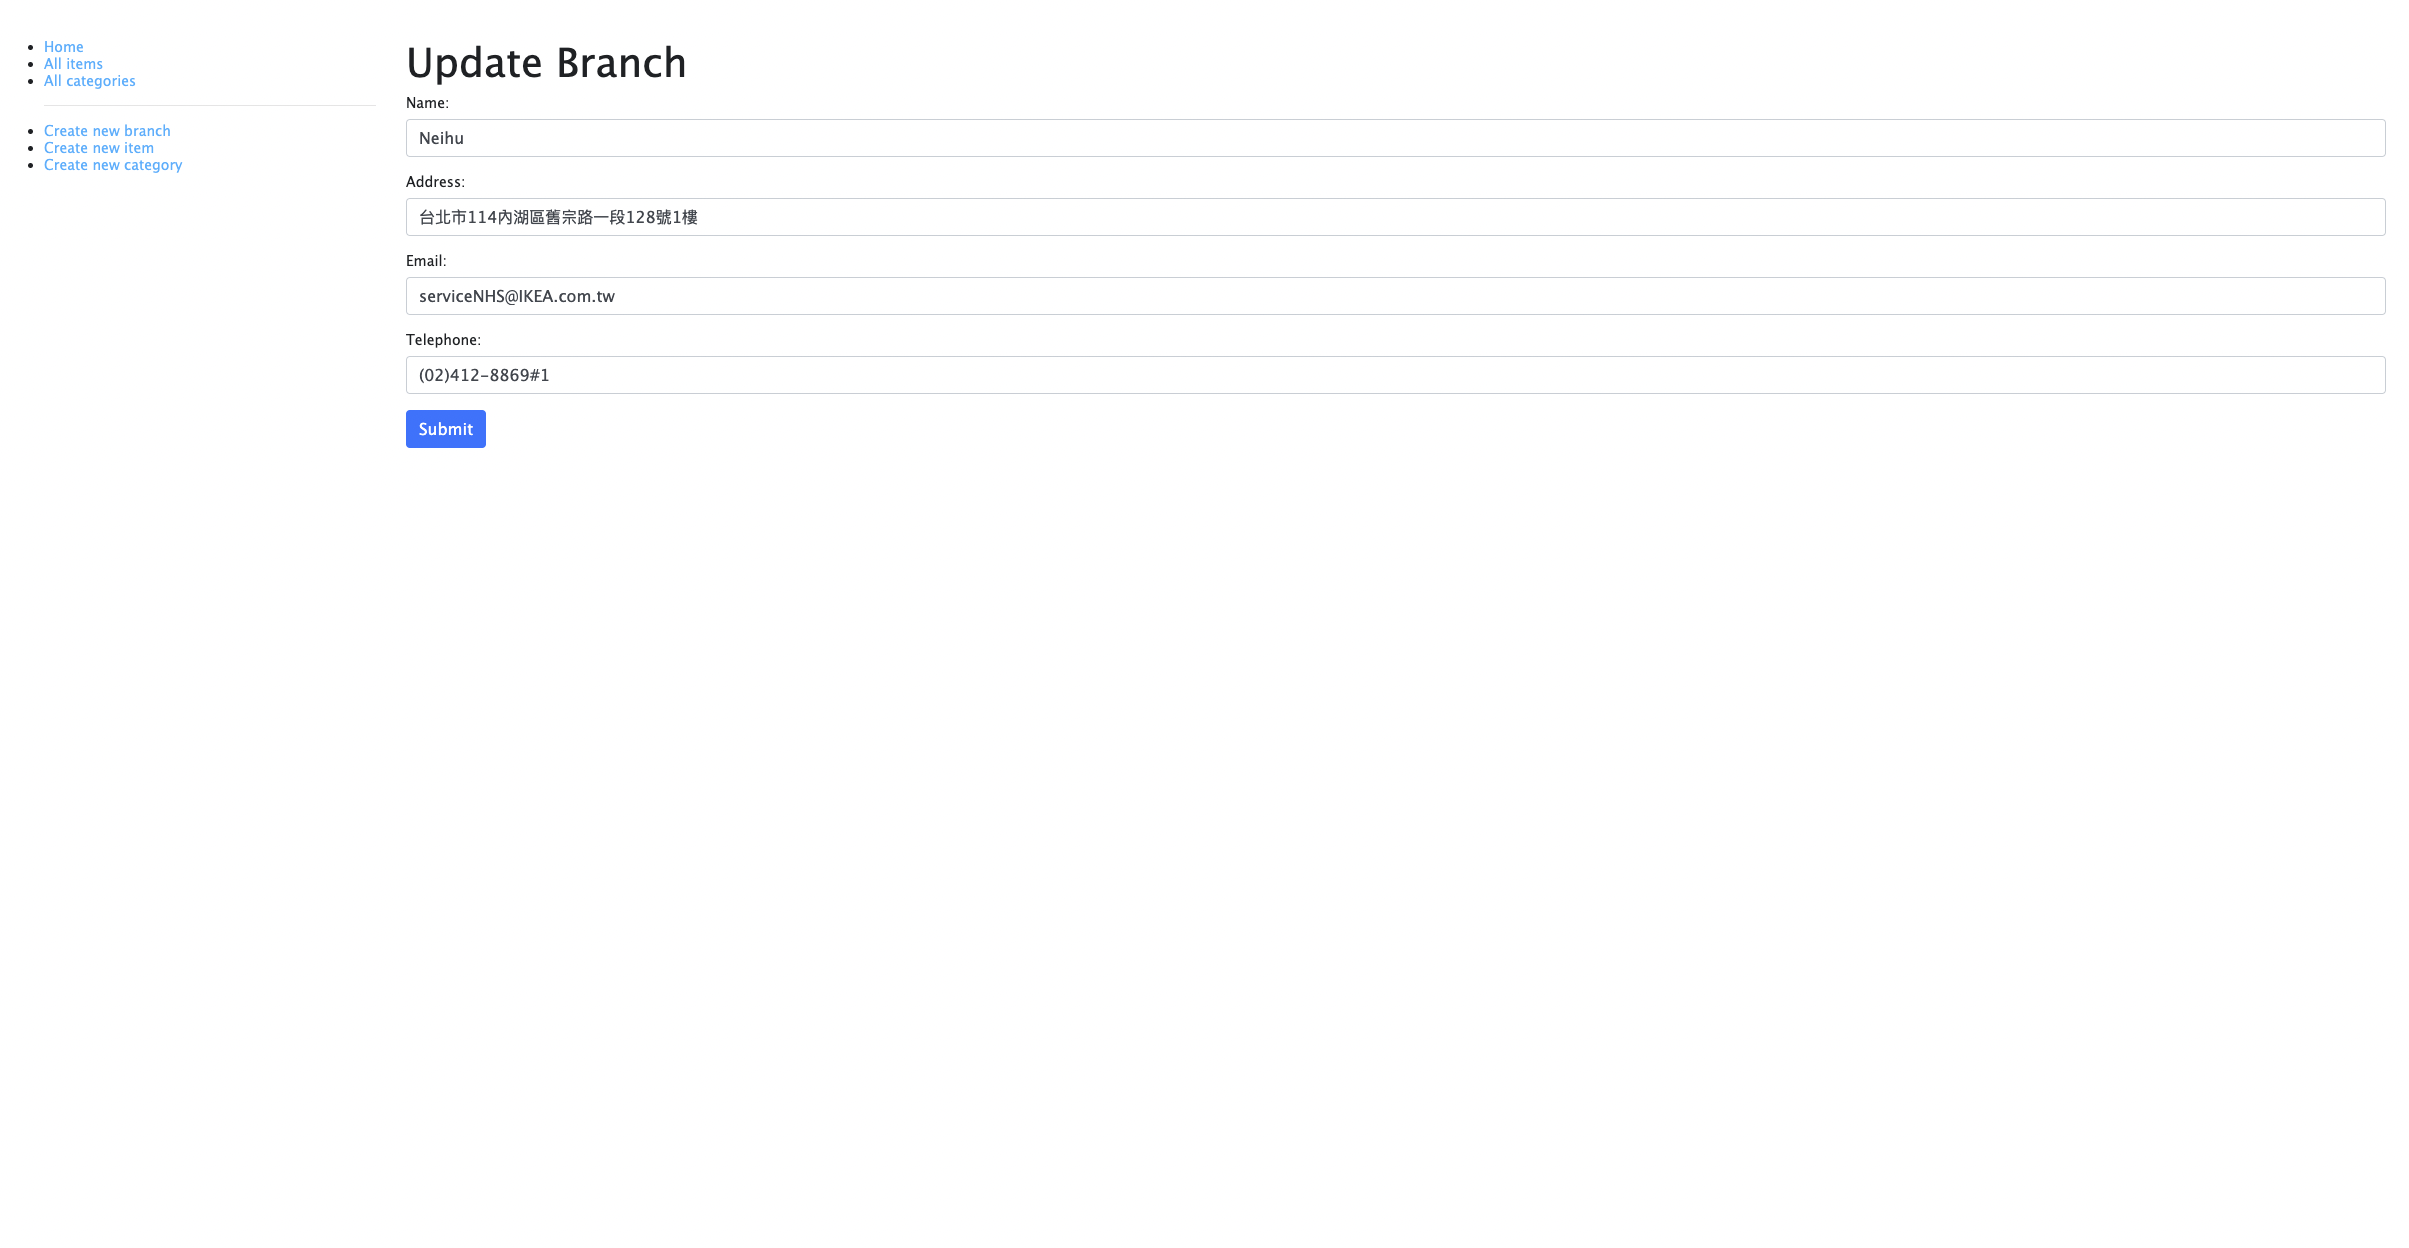 Home
All items
All categories
Create new branch
Create new item
Create new category
Update Branch
Name:
Neihu
Address:
台北市114內湖區舊宗路一段128號1樓
Email:
serviceNHS@IKEA.com.tw
Telephone:
(02)412-8869#1
Submit